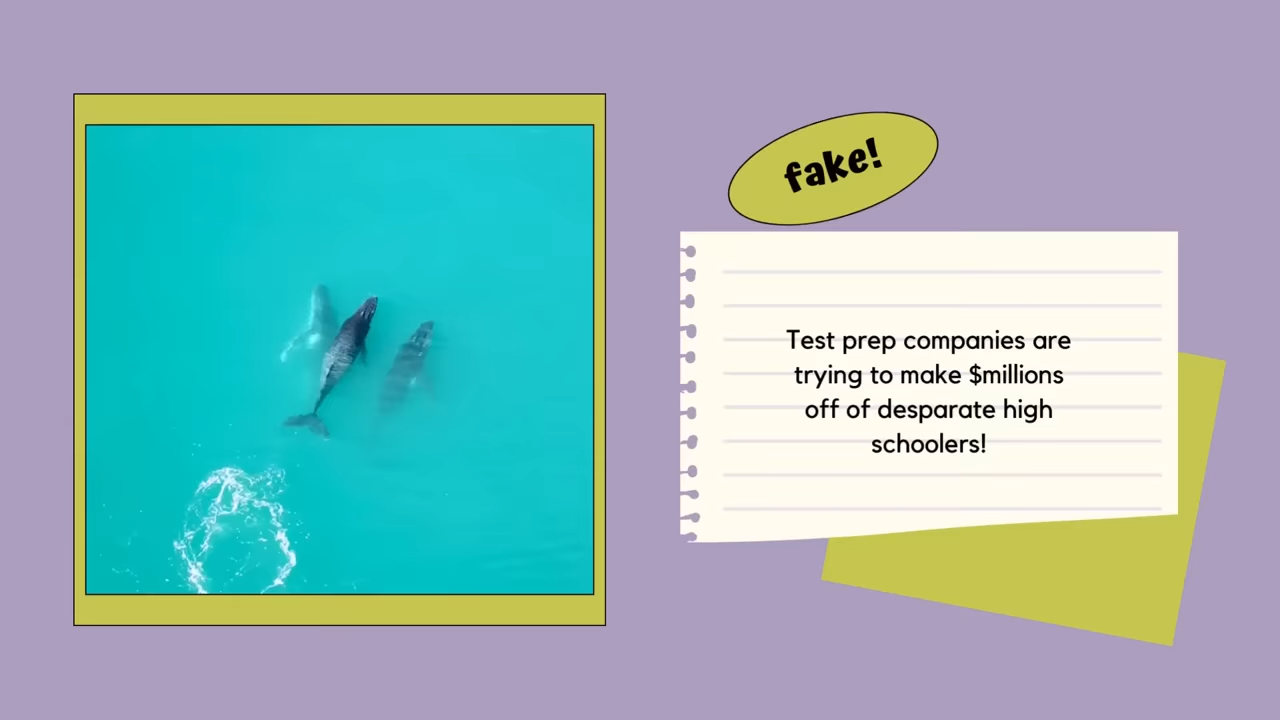 fake!
Test prep companies are
trying to make $millions
off of desparate high
schoolers!